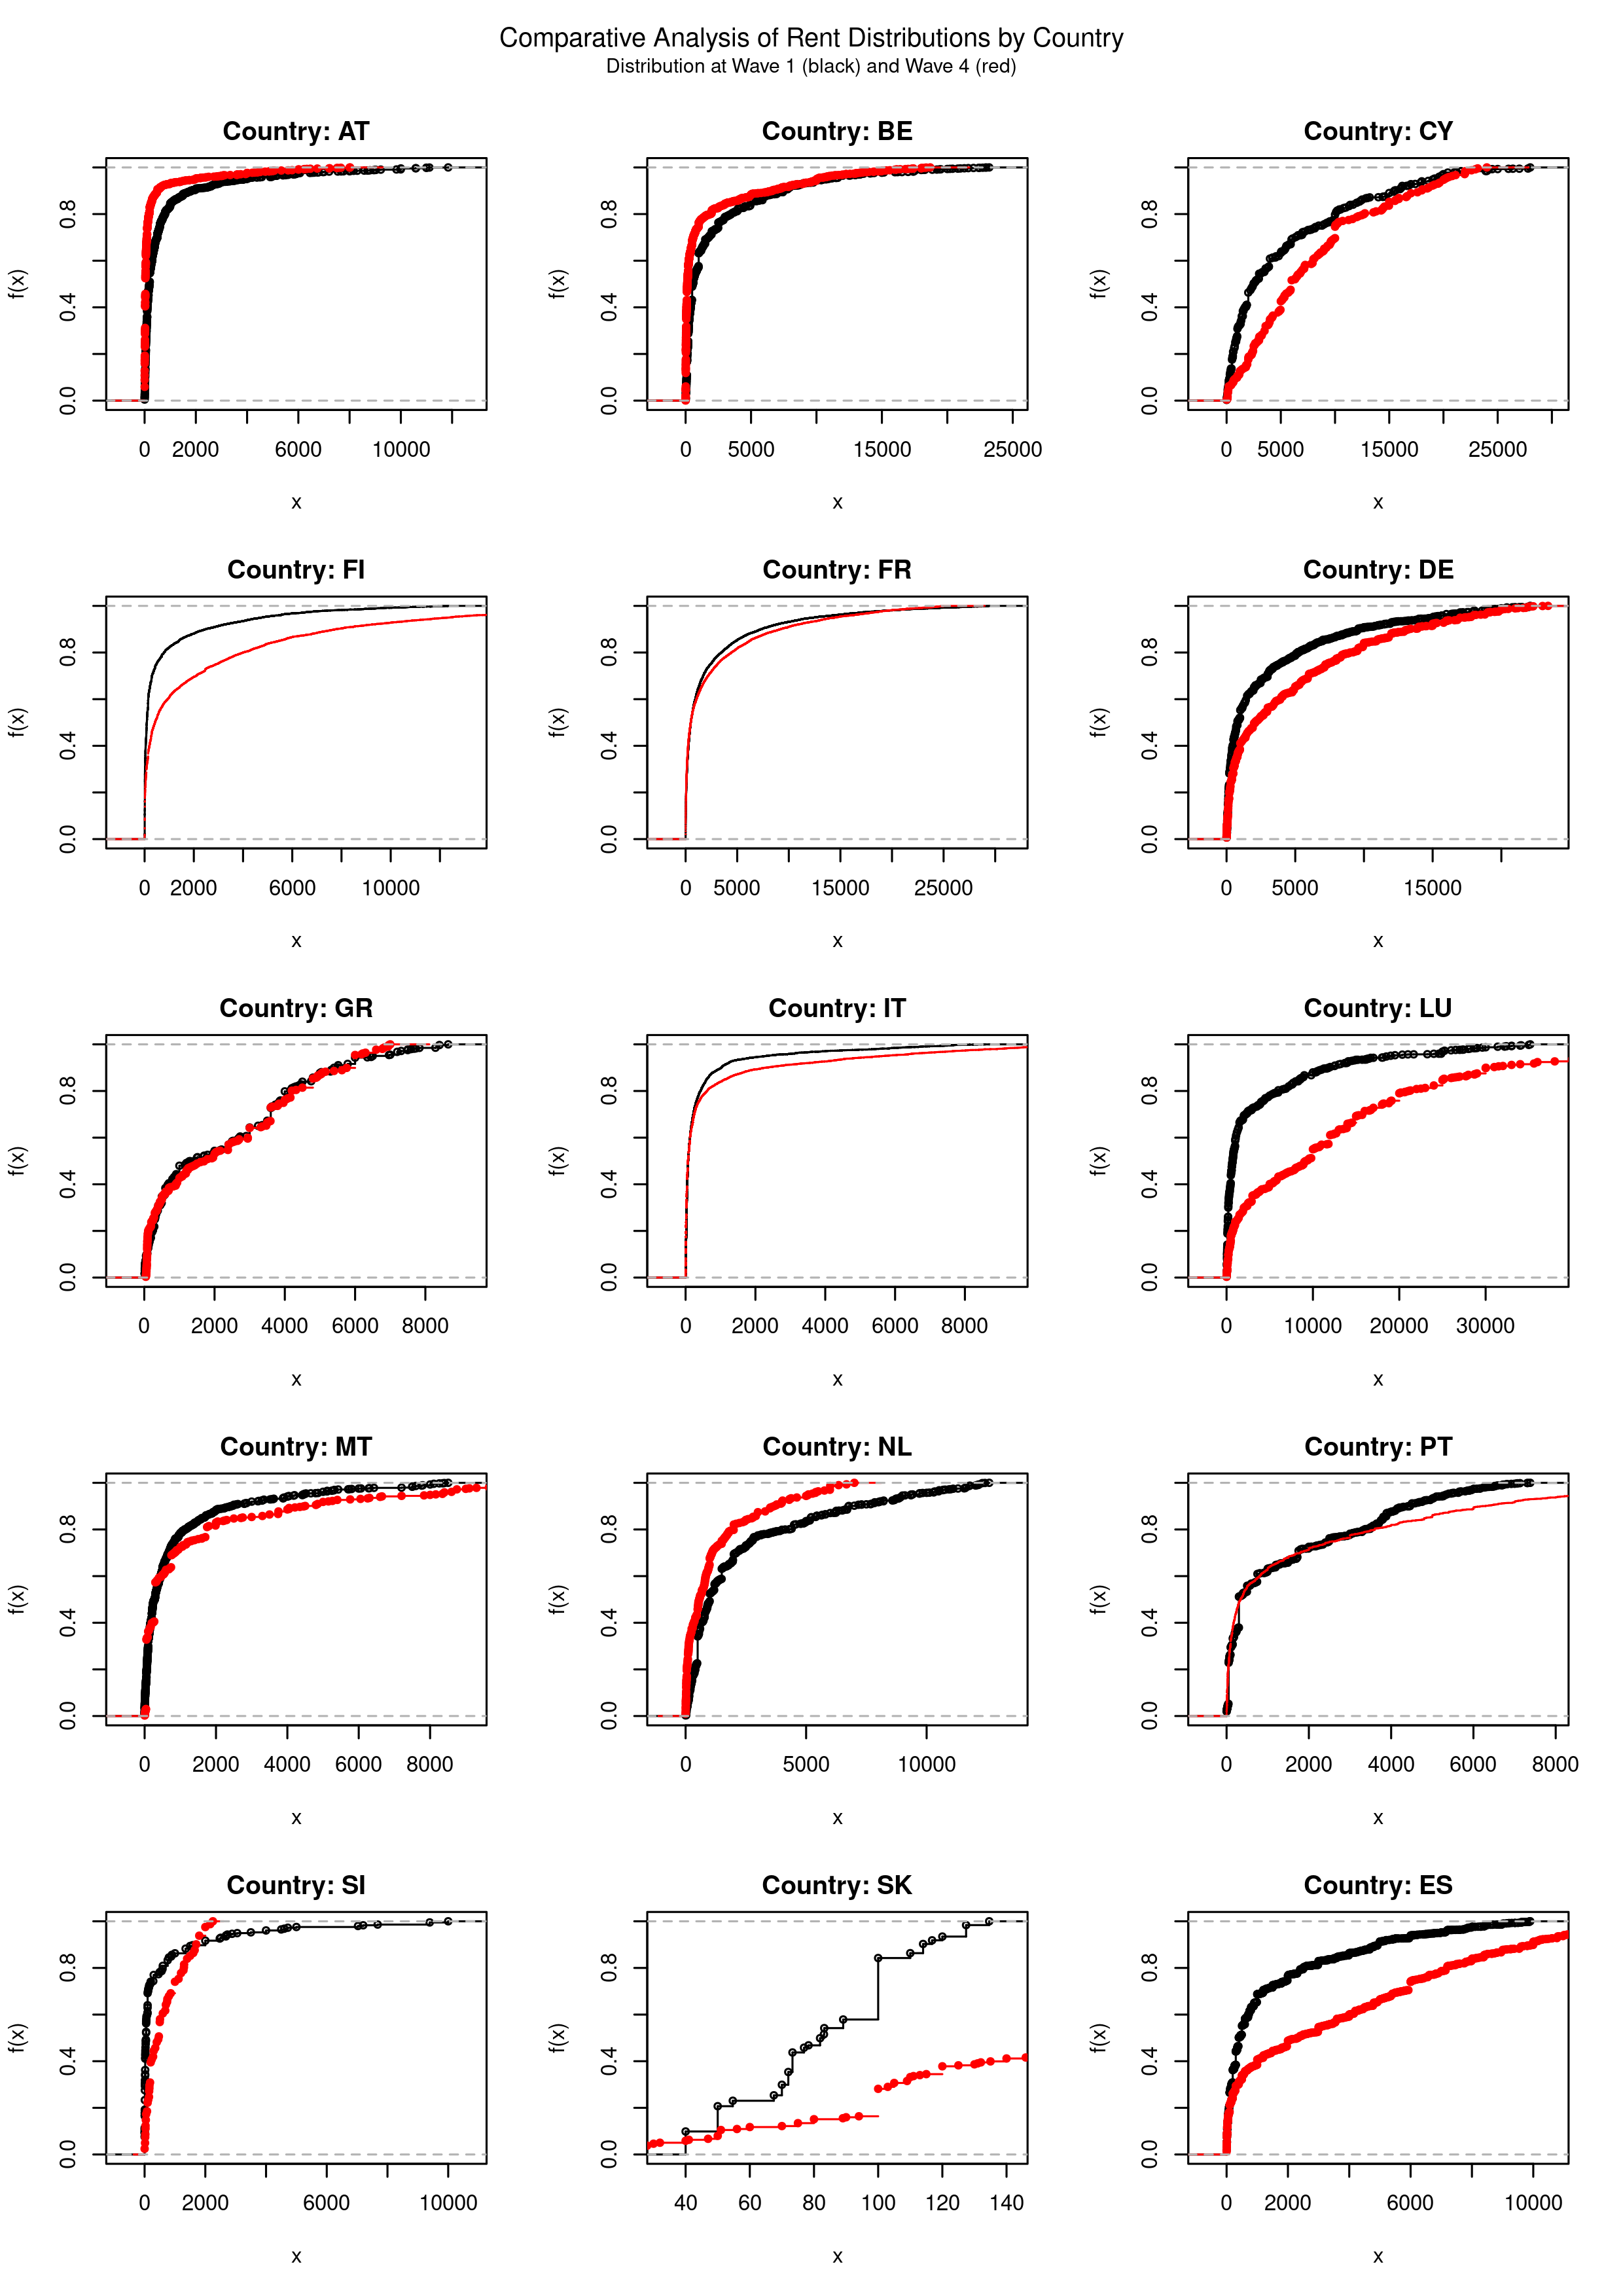 Comparative Analysis of Rent Distributions by Country
Distribution at Wave 1 (black) and Wave 4 (red)
Country: AT
f(x)
0.0 0.4 0.8
0 2000 6000 10000
x
Country: BE
f(x)
0.0 0.4 0.8
0 5000 15000 25000
x
Country: CY
f(x)
0.0 0.4 0.8
0 5000 15000 25000
x
Country: FI
f(x)
0.0 0.4 0.8
0 2000 6000 10000
x
Country: FR
f(x)
0.0 0.4 0.8
0 5000 15000 25000
x
Country: DE
f(x)
0.0 0.4 0.8
0 5000 15000
x
Country: GR
f(x)
0.0 0.4 0.8
0 2000 4000 6000 8000
x
Country: IT
f(x)
0.0 0.4 0.8
0 2000 4000 6000 8000
x
Country: LU
f(x)
0.0 0.4 0.8
0 10000 20000 30000
x
Country: MT
f(x)
0.0 0.4 0.8
0 2000 4000 6000 8000
x
Country: NL
f(x)
0.0 0.4 0.8
0 5000 10000
x
Country: PT
f(x)
0.0 0.4 0.8
0 2000 4000 6000 8000
x
Country: SI
f(x)
0.0 0.4 0.8
0 2000 6000 10000
x
Country: SK
f(x)
0.0 0.4 0.8
40 60 80 100 120 140
x
Country: ES
f(x)
0.0 0.4 0.8
0 2000 6000 10000
x